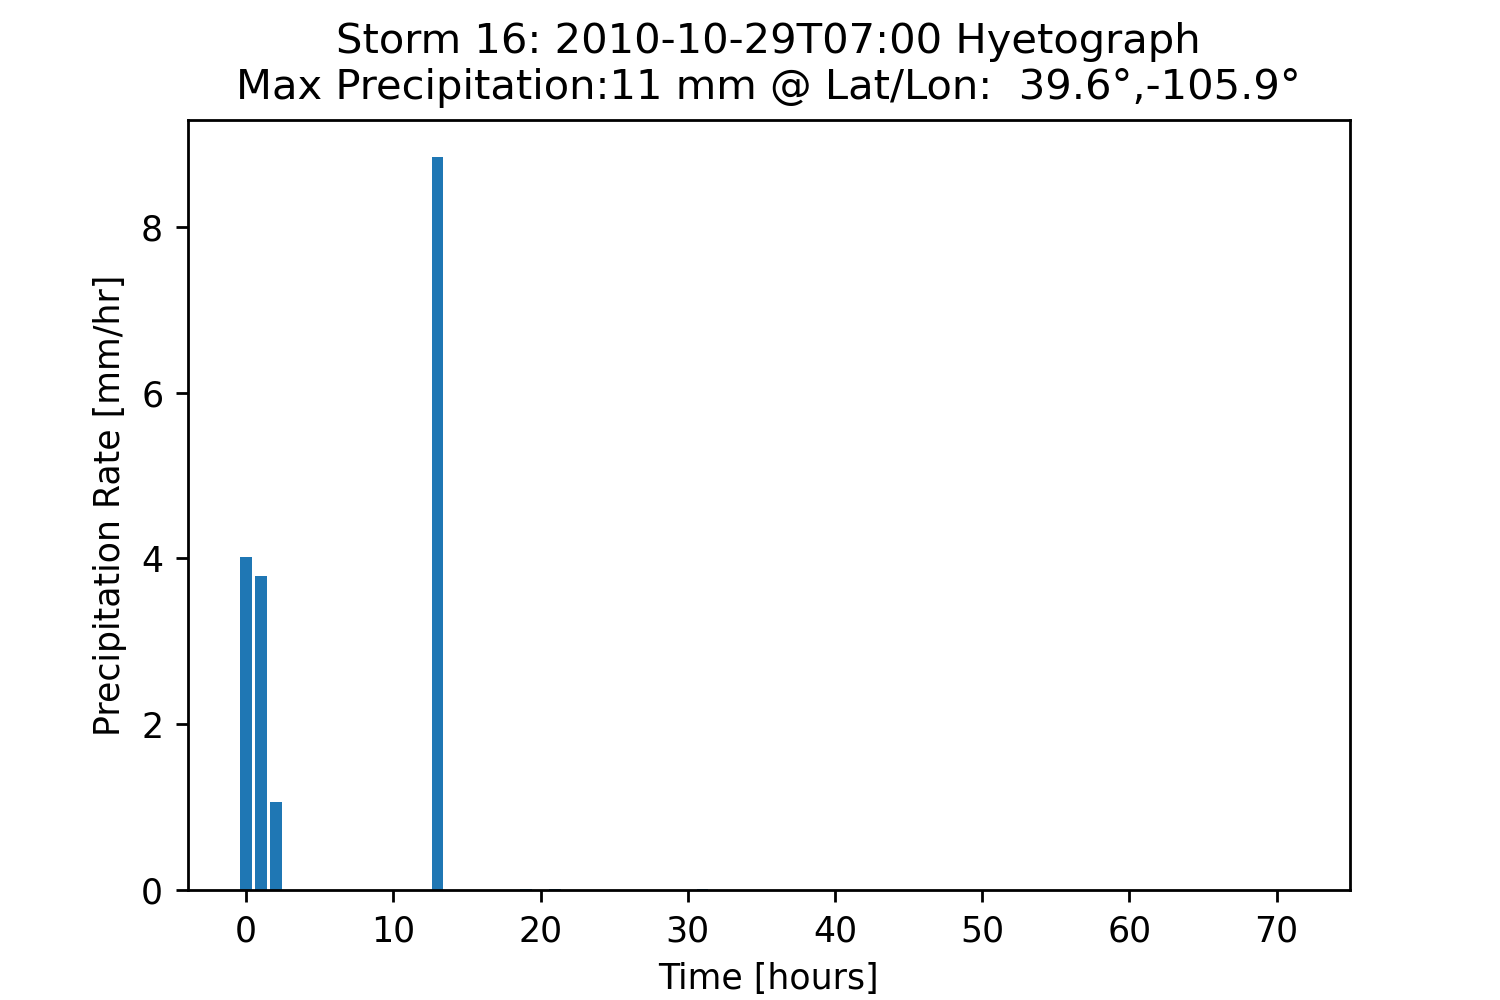 Storm 16: 2010-10-29T07:00 Hyetograph
Max Precipitation:11 mm @ Lat/Lon:  39.6°,-105.9°
Precipitation Rate [mm/hr]
8
6
4
2
0
0 10 20 30 40 50 60 70
Time [hours]